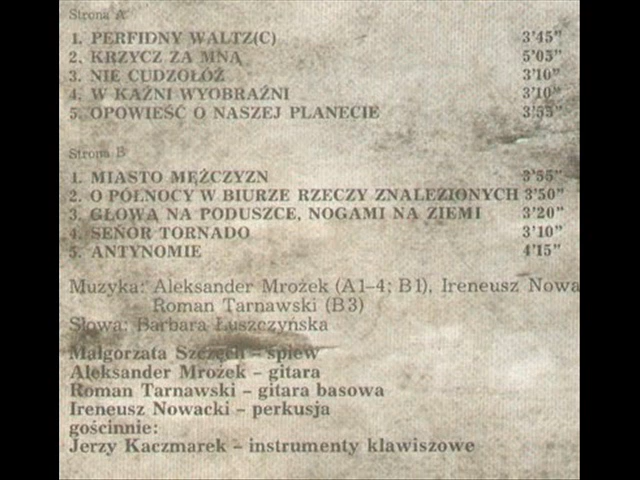 Strona A
1. PERFIDNY WALTZ(C) 3'45"
2. KRZYCZ ZA MNĄ 5'05"
3. NIE CUDZOŁÓŻ 3'10"
4. W KAŹNI WYOBRAŹNI 3'10"
5. OPOWIEŚĆ O NASZEJ PLANECIE 3'55"
Strona B
1. MIASTO MĘŻCZYZN 3'55"
2. O PÓŁNOCY W BIURZE RZECZY ZNALEZIONYCH 3'50"
3. GŁOWĄ NA PODUSZCE, NOGAMI NA ZIEMI 3'20"
4. SEÑOR TORNADO 3'10"
5. ANTYNOMIE 4'15"
Muzyka: Aleksander Mrożek (A1-4; B1), Ireneusz Nowa
Roman Tarnawski (B3)
Słowa: Barbara Łuszczyńska
Małgorzata Szczęch – śpiew
Aleksander Mrożek – gitara
Roman Tarnawski – gitara basowa
Ireneusz Nowacki – perkusja
gościnnie:
Jerzy Kaczmarek – instrumenty klawiszowe